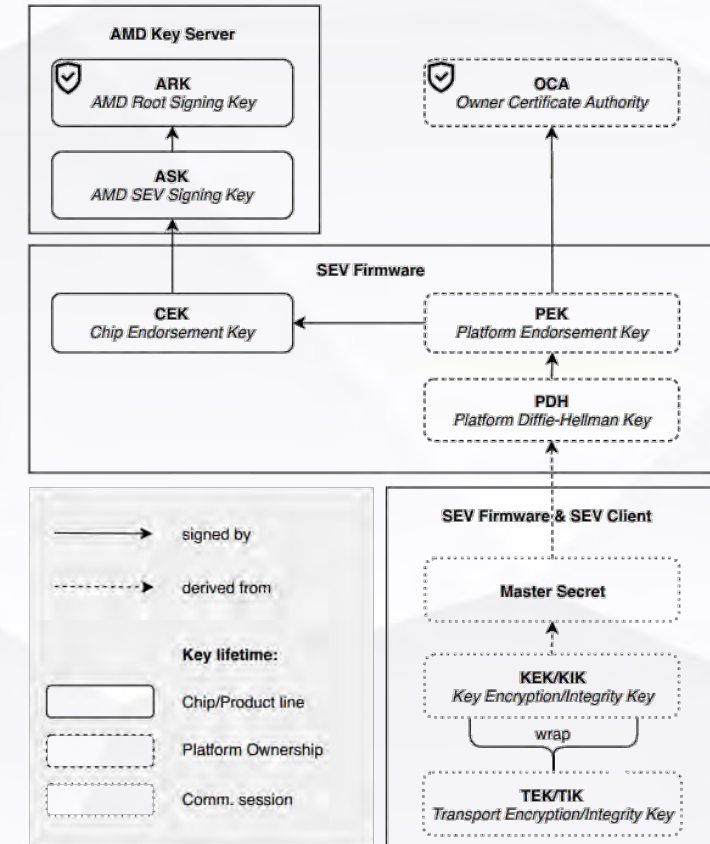 AMD Key Server
ARK
AMD Root Signing Key
OCA
Owner Certificate Authority
ASK
AMD SEV Signing Key
SEV Firmware
CEK
Chip Endorsement Key
PEK
Platform Endorsement Key
PDH
Platform Diffie-Hellman Key
signed by
derived from
Key lifetime:
Chip/Product line
Platform Ownership
Comm. session
SEV Firmware & SEV Client
Master Secret
KEK/KIK
Key Encryption/Integrity Key
wrap
TEK/TIK
Transport Encryption/Integrity Key